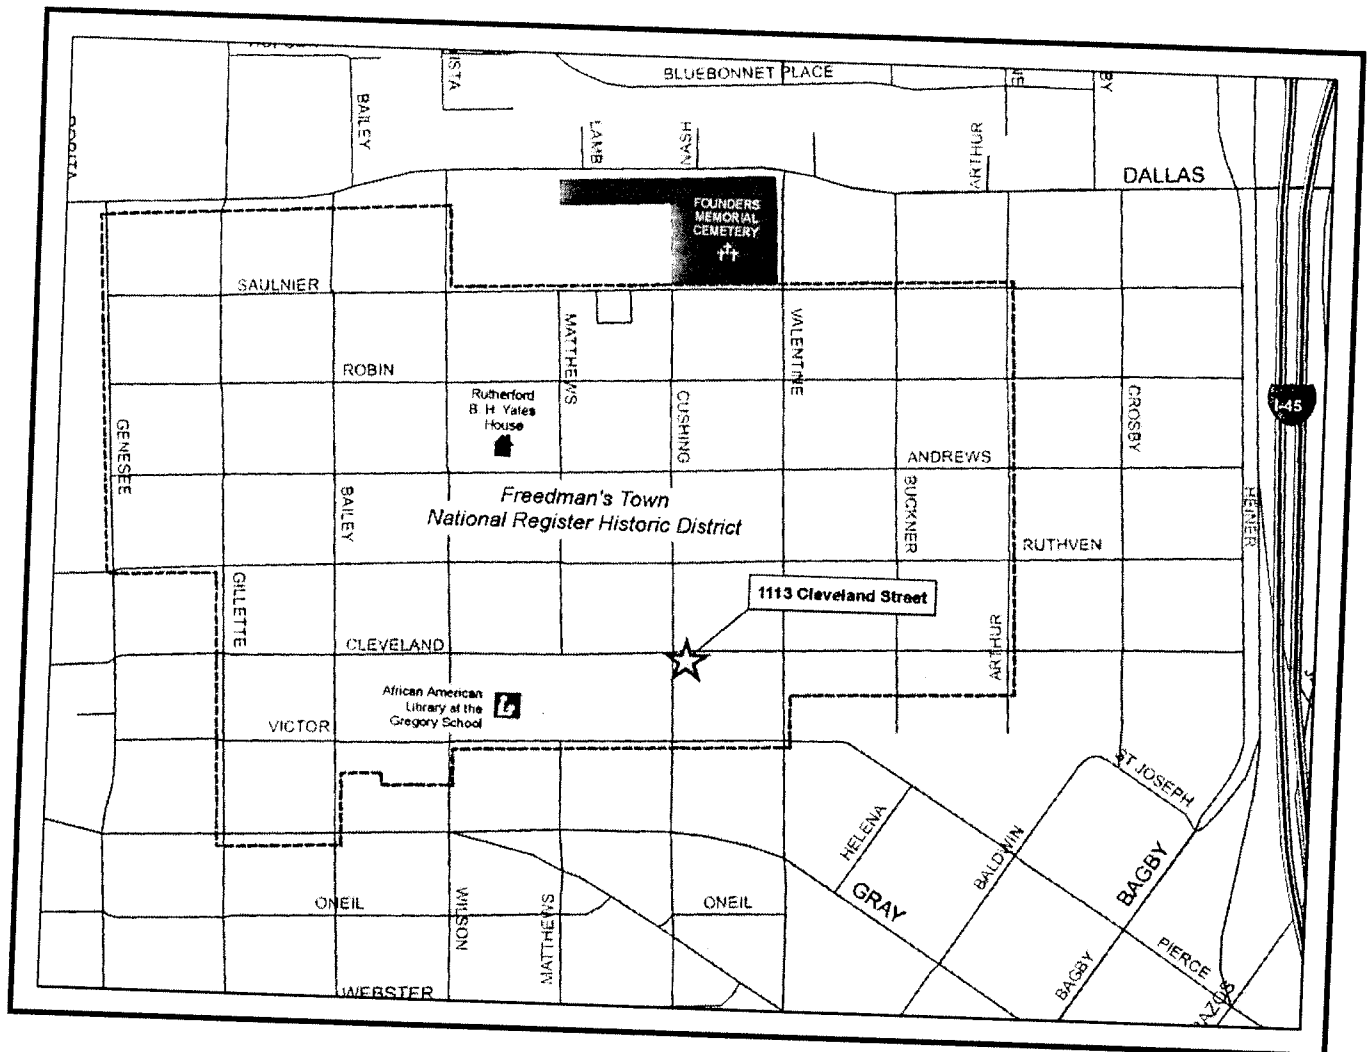 BLUEBONNET PLACE
BAILEY
LAMB
NASH
ARTHUR
DALLAS
FOUNDERS
MEMORIAL
CEMETERY
SAULNIER
MATTHEWS
VALENTINE
ROBIN
Rutherford
B. H. Yates
House
CUSHING
CROSBY
I-45
GENESEE
ANDREWS
BAILEY
Freedman's Town
National Register Historic District
BUCKNER
HEINER
RUTHVEN
GILLETTE
1113 Cleveland Street
CLEVELAND
ARTHUR
African American
Library at the
Gregory School
VICTOR
ST JOSEPH
HELENA
BALDWIN
BAGBY
GRAY
ONEIL
WILSON
MATTHEWS
ONEIL
PIERCE
BAGBY
WEBSTER